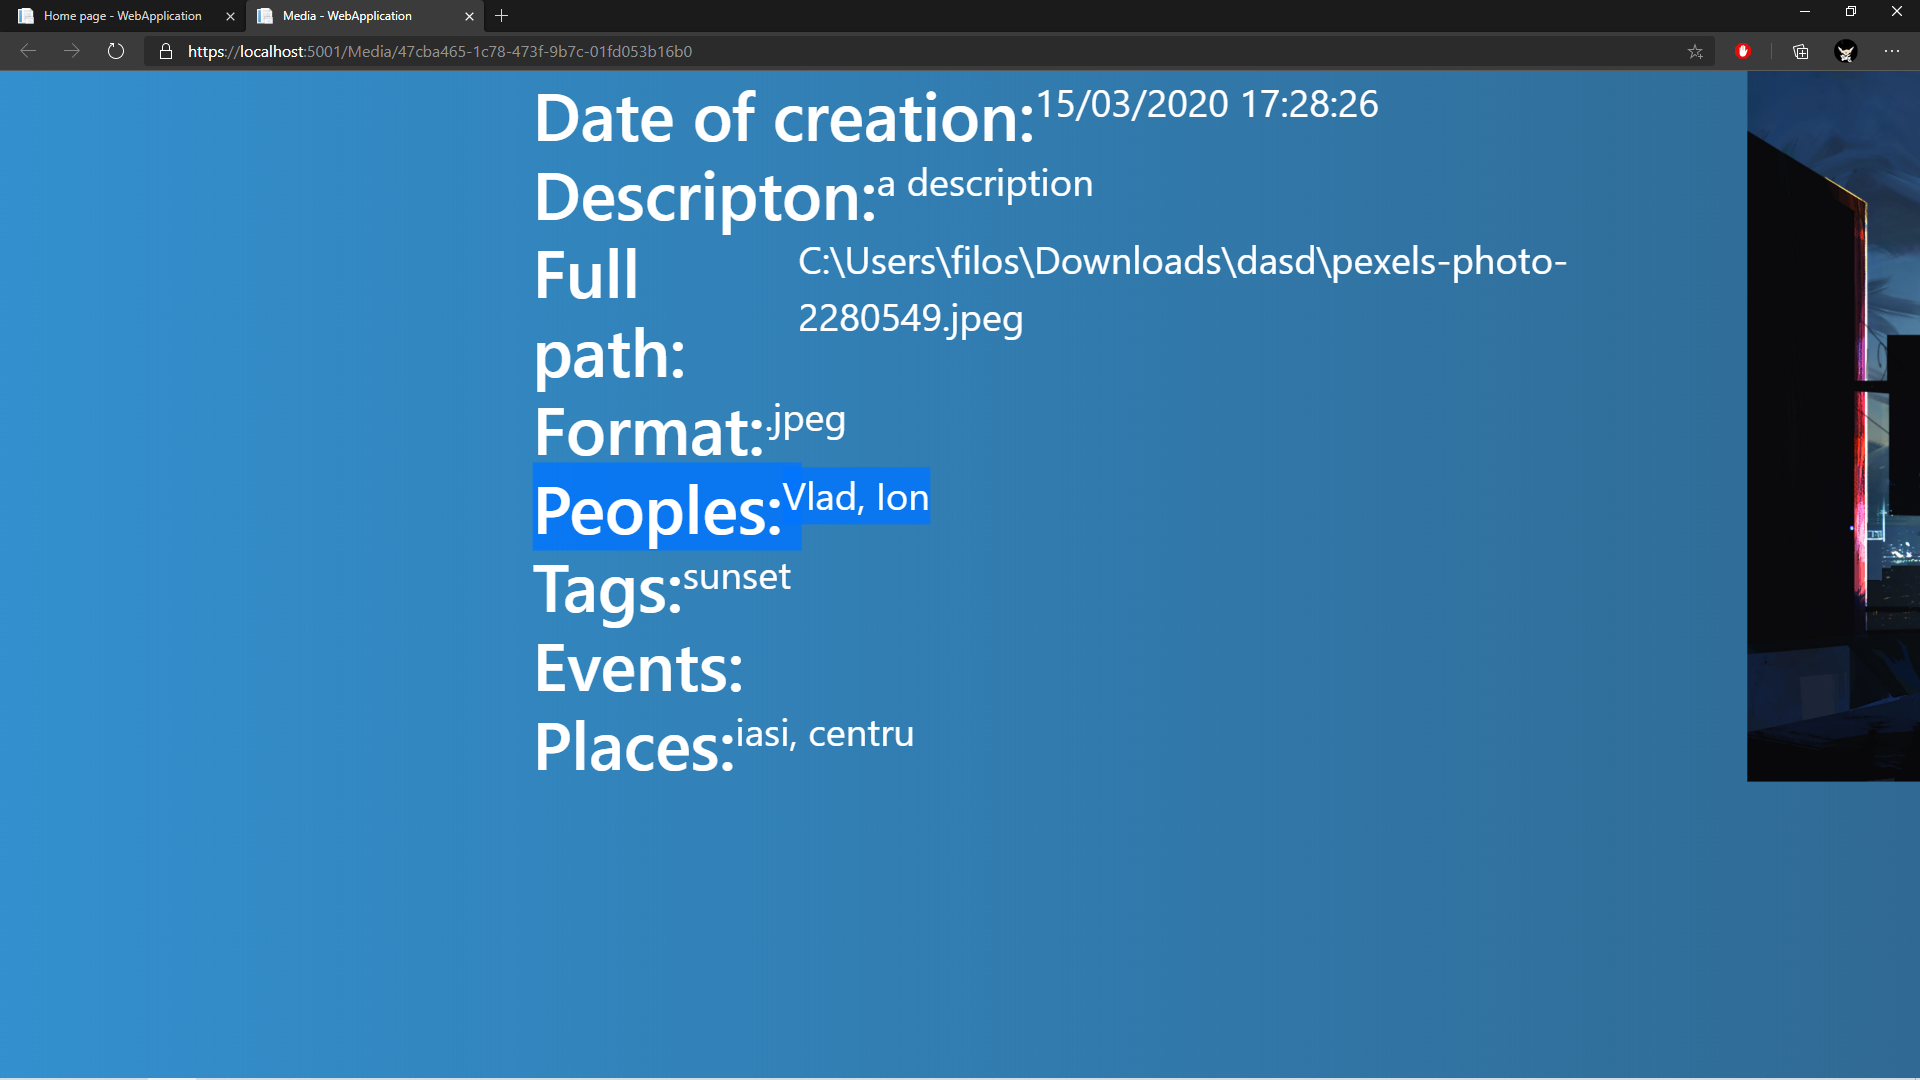 Home page - WebApplication
Media - WebApplication
https://localhost:5001/Media/47cba465-1c78-473f-9b7c-01fd053b16b0
Date of creation:15/03/2020 17:28:26
Descripton:a description
Full path:
C:\Users\filos\Downloads\dasd\pexels-photo-
2280549.jpeg
Format:.jpeg
Peoples:Vlad, Ion
Tags:sunset
Events:
Places:iasi, centru